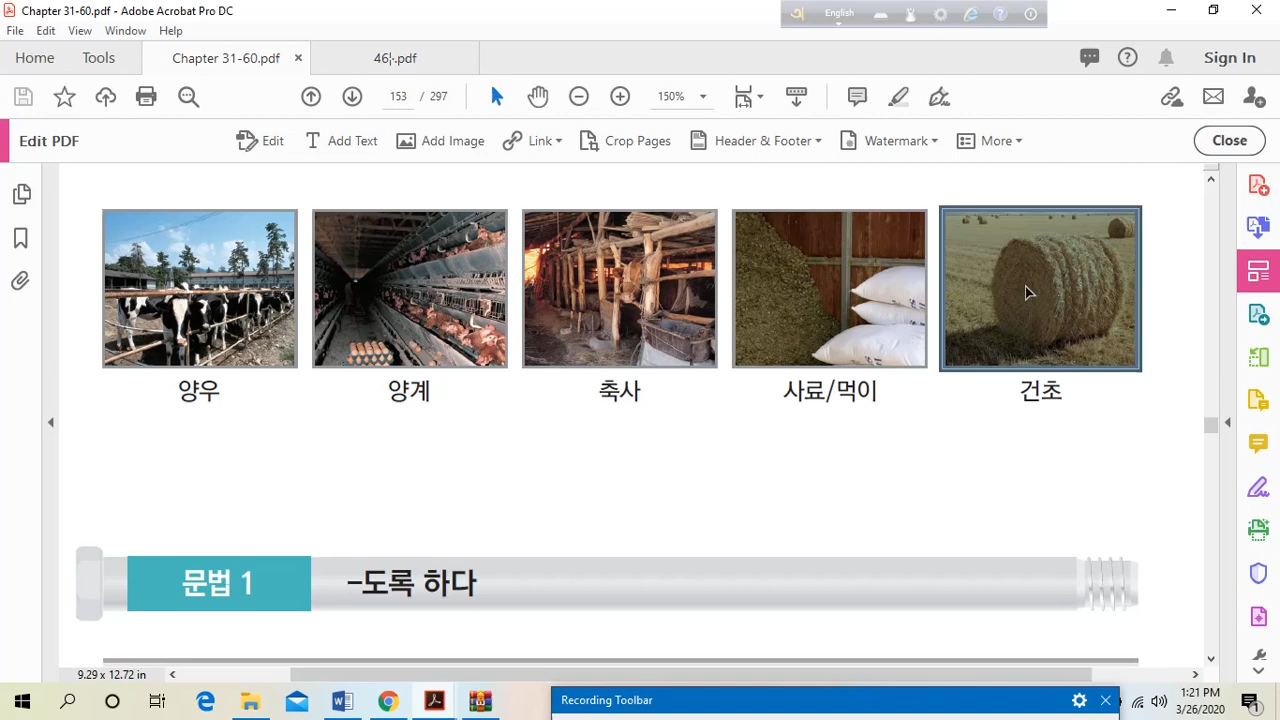 Chapter 31-60.pdf - Adobe Acrobat Pro DC
English
File Edit View Window Help
Home Tools Chapter 31-60.pdf × 46|-.pdf Sign In
153 / 297 150%
Edit PDF Edit Add Text Add Image Link Crop Pages Header & Footer Watermark More Close
양우 양계 축사 사료/먹이 건초
문법 1 -도록 하다
9.29 x 12.72 in
Recording Toolbar
1:21 PM
3/26/2020